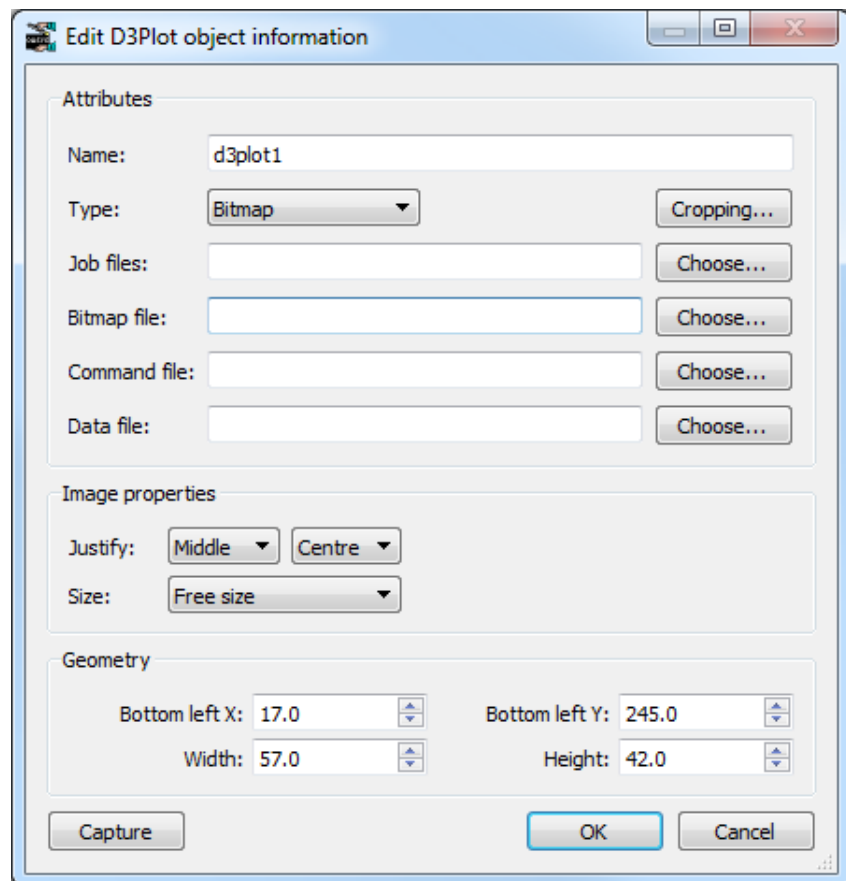 Edit D3Plot object information
Attributes
Name: d3plot1
Type: Bitmap Cropping...
Job files: Choose...
Bitmap file: Choose...
Command file: Choose...
Data file: Choose...
Image properties
Justify: Middle Centre
Size: Free size
Geometry
Bottom left X: 17.0 Bottom left Y: 245.0
Width: 57.0 Height: 42.0
Capture OK Cancel